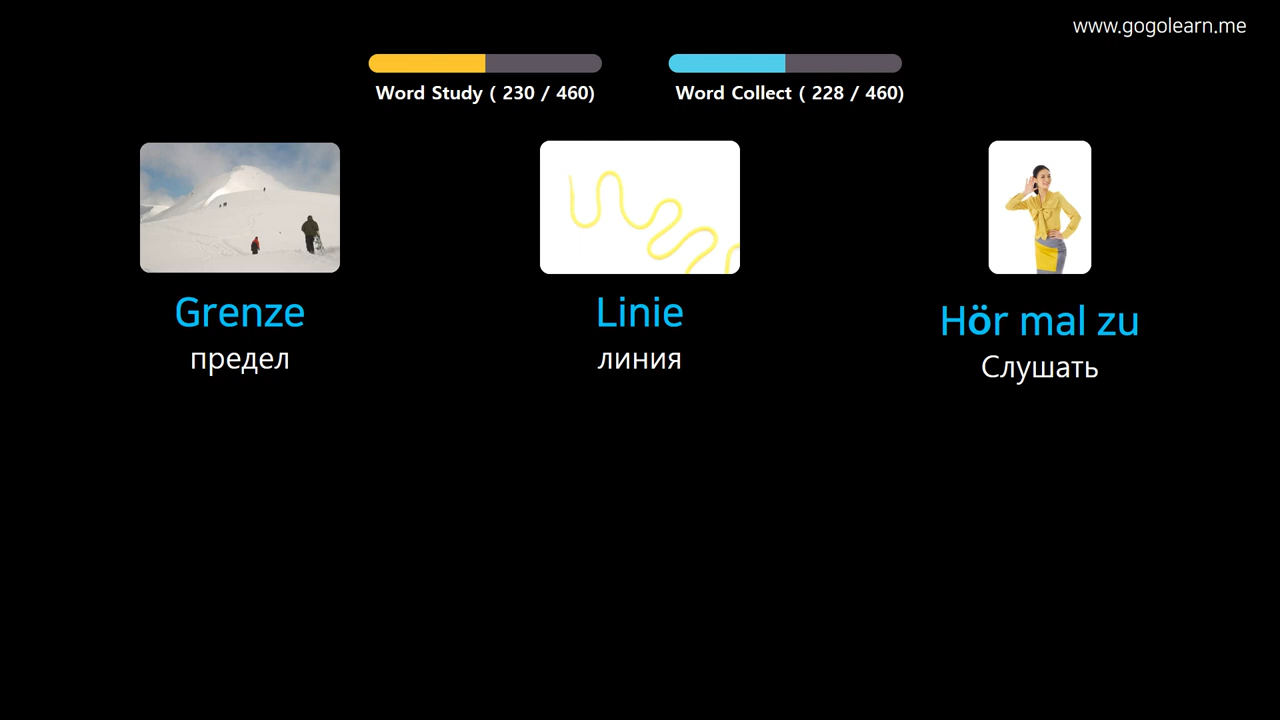 www.gogolearn.me
Word Study ( 230 / 460)
Word Collect ( 228 / 460)
Grenze
предел
Linie
линия
Hör mal zu
Слушать